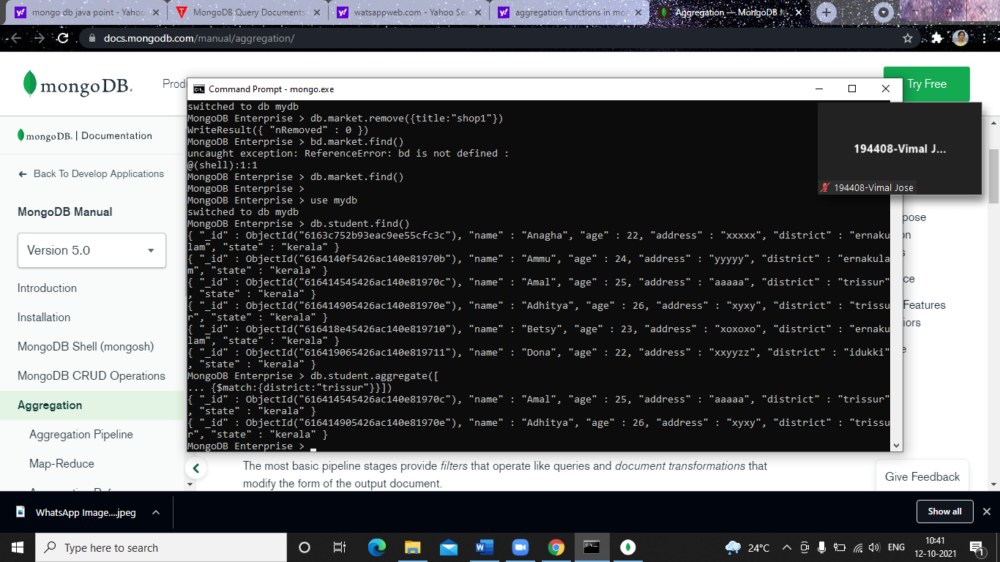 mongo db java point - Yahoo
MongoDB Query Documents
watsappweb.com - Yahoo Se
aggregation functions in mo
Aggregation — MongoDB M
docs.mongodb.com/manual/aggregation/
mongoDB.
Try Free
mongoDB. | Documentation
Back To Develop Applications
MongoDB Manual
Version 5.0
Introduction
Installation
MongoDB Shell (mongosh)
MongoDB CRUD Operations
Aggregation
Aggregation Pipeline
Map-Reduce
Command Prompt - mongo.exe
switched to db mydb
MongoDB Enterprise > db.market.remove({title:"shop1"})
WriteResult({ "nRemoved" : 0 })
MongoDB Enterprise > bd.market.find()
uncaught exception: ReferenceError: bd is not defined :
@(shell):1:1
MongoDB Enterprise > db.market.find()
MongoDB Enterprise >
MongoDB Enterprise > use mydb
switched to db mydb
MongoDB Enterprise > db.student.find()
{ "_id" : ObjectId("6163c752b93eac9ee55cfc3c"), "name" : "Anagha", "age" : 22, "address" : "xxxxx", "district" : "ernaku
lam", "state" : "kerala" }
{ "_id" : ObjectId("6164140f5426ac140e81970b"), "name" : "Ammu", "age" : 24, "address" : "yyyyy", "district" : "ernakula
m", "state" : "kerala" }
{ "_id" : ObjectId("616414545426ac140e81970c"), "name" : "Amal", "age" : 25, "address" : "aaaaa", "district" : "trissur"
, "state" : "kerala" }
{ "_id" : ObjectId("616414905426ac140e81970e"), "name" : "Adhitya", "age" : 26, "address" : "xyxy", "district" : "trissu
r", "state" : "kerala" }
{ "_id" : ObjectId("616418e45426ac140e819710"), "name" : "Betsy", "age" : 23, "address" : "xoxoxo", "district" : "ernaku
lam", "state" : "kerala" }
{ "_id" : ObjectId("616419065426ac140e819711"), "name" : "Dona", "age" : 22, "address" : "xxyyzz", "district" : "idukki"
, "state" : "kerala" }
MongoDB Enterprise > db.student.aggregate([
... {$match:{district:"trissur"}}])
{ "_id" : ObjectId("616414545426ac140e81970c"), "name" : "Amal", "age" : 25, "address" : "aaaaa", "district" : "trissur"
, "state" : "kerala" }
{ "_id" : ObjectId("616414905426ac140e81970e"), "name" : "Adhitya", "age" : 26, "address" : "xyxy", "district" : "trissu
r", "state" : "kerala" }
MongoDB Enterprise >
194408-Vimal J...
194408-Vimal Jose
Features
The most basic pipeline stages provide filters that operate like queries and document transformations that
modify the form of the output document.
Give Feedback
WhatsApp Image....jpeg
Show all
Type here to search
24°C
ENG
10:41
12-10-2021
1